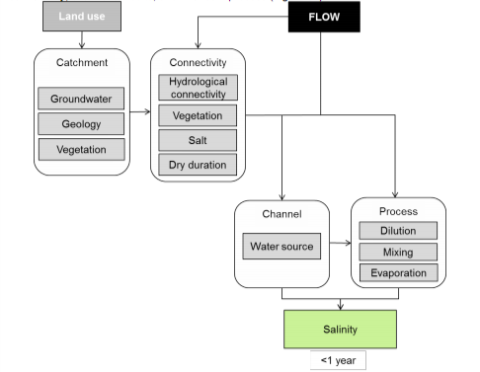 Land use
FLOW
Catchment
Groundwater
Geology
Vegetation
Connectivity
Hydrological
connectivity
Vegetation
Salt
Dry duration
Channel
Water source
Process
Dilution
Mixing
Evaporation
Salinity
<1 year